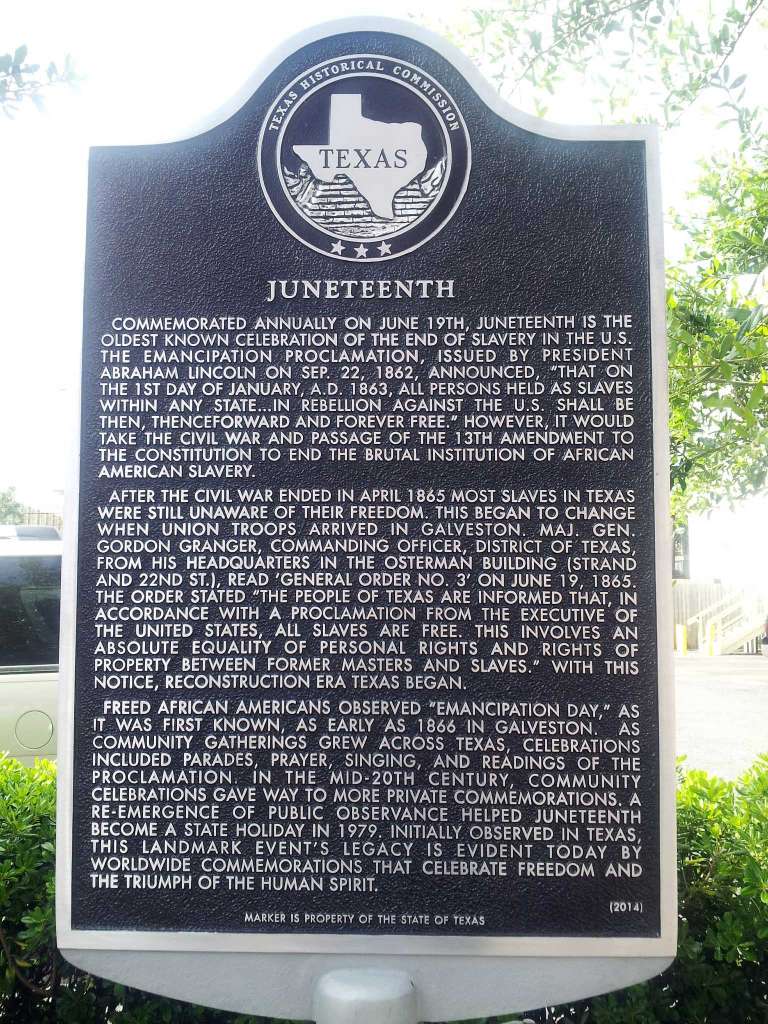 TEXAS HISTORICAL COMMISSION
TEXAS
JUNETEENTH
COMMEMORATED ANNUALLY ON JUNE 19TH, JUNETEENTH IS THE
OLDEST KNOWN CELEBRATION OF THE END OF SLAVERY IN THE U.S.
THE EMANCIPATION PROCLAMATION, ISSUED BY PRESIDENT
ABRAHAM LINCOLN ON SEP. 22, 1862, ANNOUNCED, "THAT ON
THE 1ST DAY OF JANUARY, A.D. 1863, ALL PERSONS HELD AS SLAVES
WITHIN ANY STATE...IN REBELLION AGAINST THE U.S. SHALL BE
THEN, THENCEFORWARD AND FOREVER FREE." HOWEVER, IT WOULD
TAKE THE CIVIL WAR AND PASSAGE OF THE 13TH AMENDMENT TO
THE CONSTITUTION TO END THE BRUTAL INSTITUTION OF AFRICAN
AMERICAN SLAVERY.
AFTER THE CIVIL WAR ENDED IN APRIL 1865 MOST SLAVES IN TEXAS
WERE STILL UNAWARE OF THEIR FREEDOM. THIS BEGAN TO CHANGE
WHEN UNION TROOPS ARRIVED IN GALVESTON. MAJ. GEN.
GORDON GRANGER, COMMANDING OFFICER, DISTRICT OF TEXAS,
FROM HIS HEADQUARTERS IN THE OSTERMAN BUILDING (STRAND
AND 22ND ST.), READ 'GENERAL ORDER NO. 3' ON JUNE 19, 1865.
THE ORDER STATED "THE PEOPLE OF TEXAS ARE INFORMED THAT, IN
ACCORDANCE WITH A PROCLAMATION FROM THE EXECUTIVE OF
THE UNITED STATES, ALL SLAVES ARE FREE. THIS INVOLVES AN
ABSOLUTE EQUALITY OF PERSONAL RIGHTS AND RIGHTS OF
PROPERTY BETWEEN FORMER MASTERS AND SLAVES." WITH THIS
NOTICE, RECONSTRUCTION ERA TEXAS BEGAN.
FREED AFRICAN AMERICANS OBSERVED "EMANCIPATION DAY," AS
IT WAS FIRST KNOWN, AS EARLY AS 1866 IN GALVESTON. AS
COMMUNITY GATHERINGS GREW ACROSS TEXAS, CELEBRATIONS
INCLUDED PARADES, PRAYER, SINGING, AND READINGS OF THE
PROCLAMATION. IN THE MID-20TH CENTURY, COMMUNITY
CELEBRATIONS GAVE WAY TO MORE PRIVATE COMMEMORATIONS. A
RE-EMERGENCE OF PUBLIC OBSERVANCE HELPED JUNETEENTH
BECOME A STATE HOLIDAY IN 1979. INITIALLY OBSERVED IN TEXAS,
THIS LANDMARK EVENT'S LEGACY IS EVIDENT TODAY BY
WORLDWIDE COMMEMORATIONS THAT CELEBRATE FREEDOM AND
THE TRIUMPH OF THE HUMAN SPIRIT.
(2014)
MARKER IS PROPERTY OF THE STATE OF TEXAS